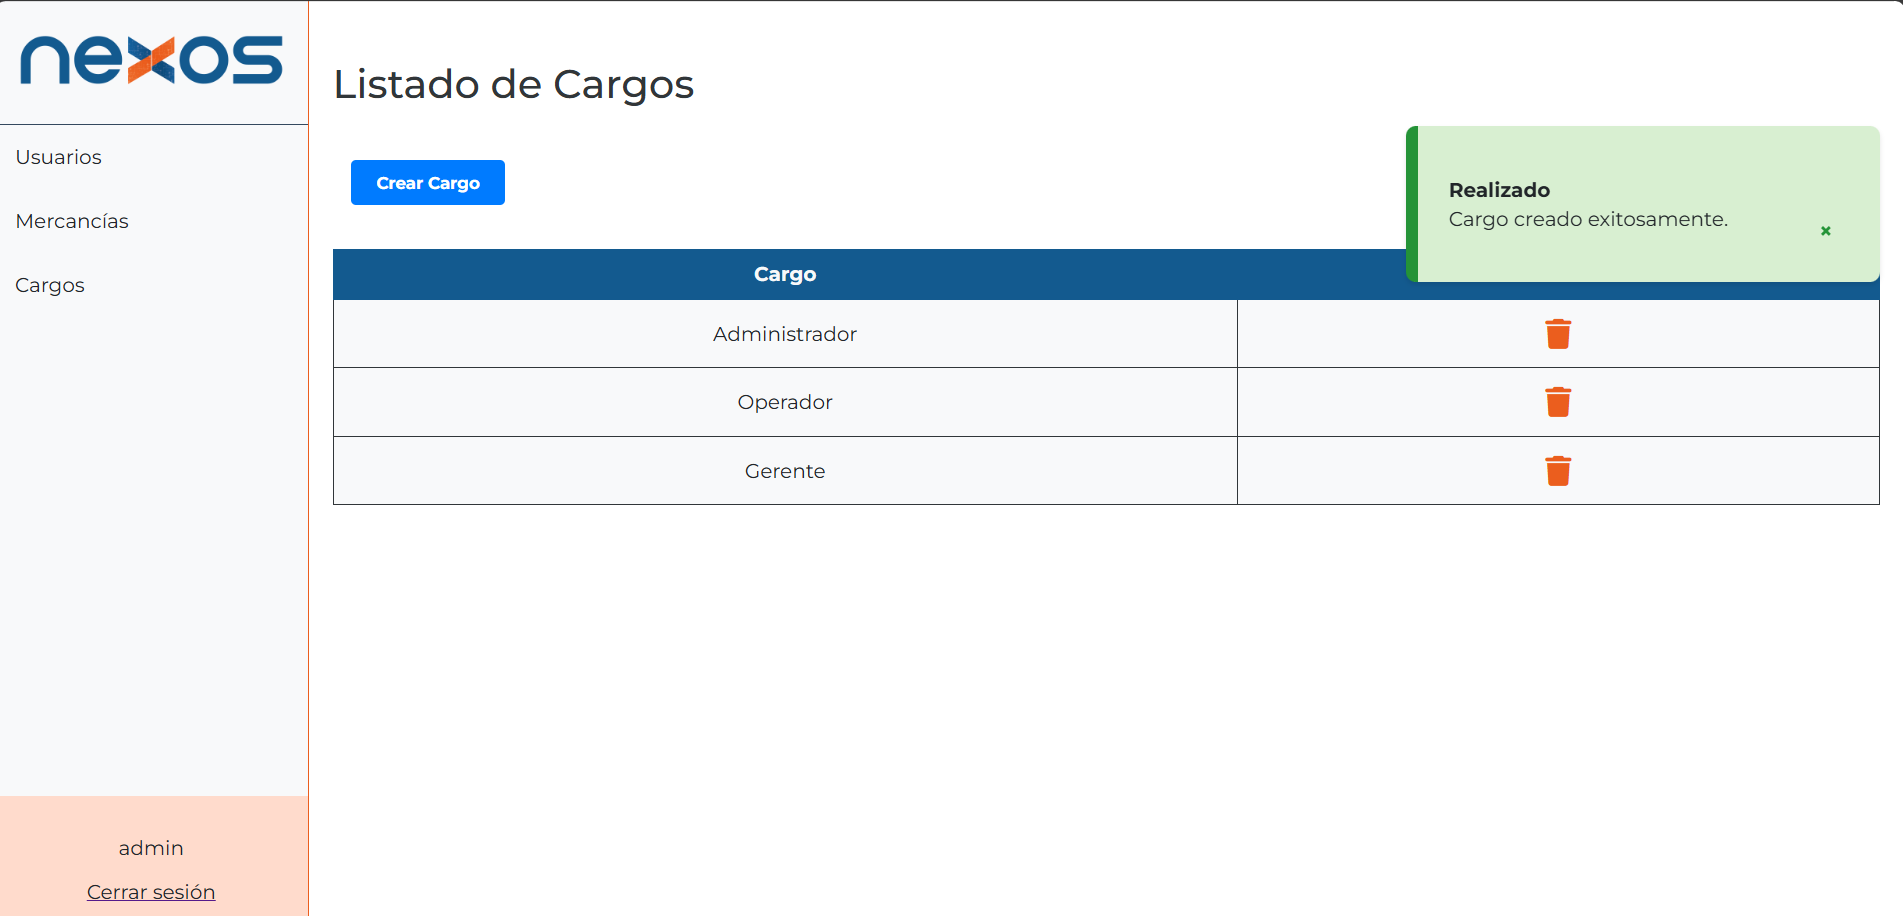 nexos
Usuarios
Mercancías
Cargos
admin
Cerrar sesión
Listado de Cargos
Crear Cargo
Realizado
Cargo creado exitosamente.
×
Cargo
Administrador
Operador
Gerente